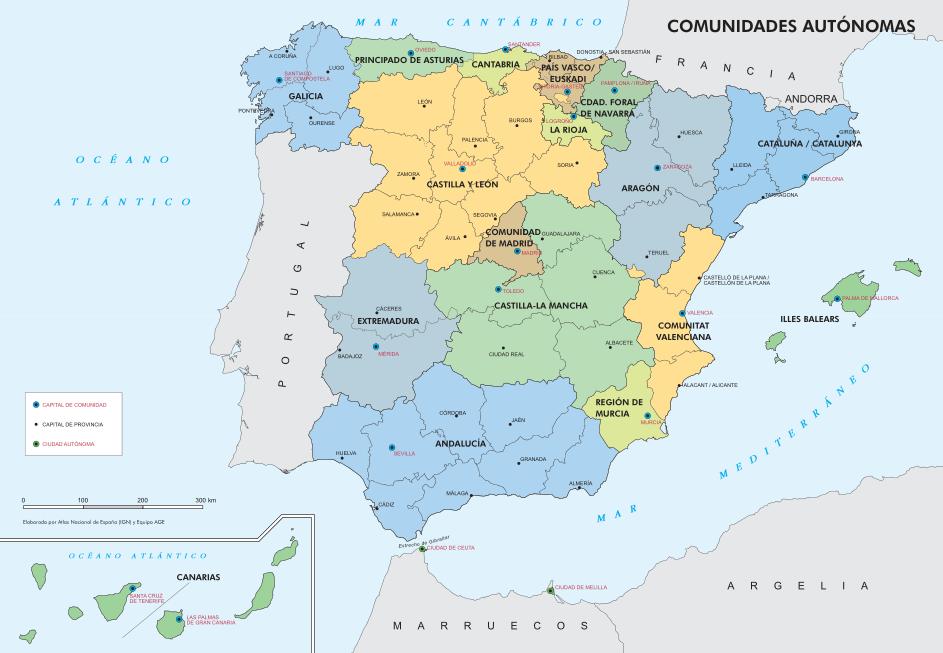 MAR CANTÁBRICO
COMUNIDADES AUTÓNOMAS
FRANCIA
ANDORRA
OCÉANO
ATLÁNTICO
PORTUGAL
A CORUÑA
LUGO
SANTIAGO
DE COMPOSTELA
GALICIA
PONTEVEDRA
OURENSE
OVIEDO
PRINCIPADO DE ASTURIAS
SANTANDER
CANTABRIA
BILBAO
DONOSTIA - SAN SEBASTIÁN
PAÍS VASCO/
EUSKADI
VITORIA-GASTEIZ
PAMPLONA / IRUÑA
CDAD. FORAL
DE NAVARRA
LOGROÑO
LA RIOJA
LEÓN
BURGOS
PALENCIA
VALLADOLID
ZAMORA
CASTILLA Y LEÓN
SORIA
SALAMANCA
SEGOVIA
ÁVILA
HUESCA
ZARAGOZA
ARAGÓN
TERUEL
GIRONA
CATALUÑA / CATALUNYA
LLEIDA
BARCELONA
TARRAGONA
COMUNIDAD
DE MADRID
MADRID
GUADALAJARA
CUENCA
TOLEDO
CASTILLA-LA MANCHA
CIUDAD REAL
ALBACETE
CASTELLÓ DE LA PLANA /
CASTELLÓN DE LA PLANA
VALENCIA
COMUNITAT
VALENCIANA
ALACANT / ALICANTE
PALMA DE MALLORCA
ILLES BALEARS
CÁCERES
EXTREMADURA
BADAJOZ
MÉRIDA
REGIÓN DE
MURCIA
MURCIA
CÓRDOBA
JAÉN
ANDALUCÍA
HUELVA
SEVILLA
GRANADA
MÁLAGA
ALMERÍA
CÁDIZ
MAR MEDITERRÁNEO
Estrecho de Gibraltar
CIUDAD DE CEUTA
CIUDAD DE MELILLA
MARRUECOS
ARGELIA
CAPITAL DE COMUNIDAD
CAPITAL DE PROVINCIA
CIUDAD AUTÓNOMA
0 100 200 300 km
Elaborado por Atlas Nacional de España (IGN) y Equipo AGE
OCÉANO ATLÁNTICO
CANARIAS
SANTA CRUZ
DE TENERIFE
LAS PALMAS
DE GRAN CANARIA